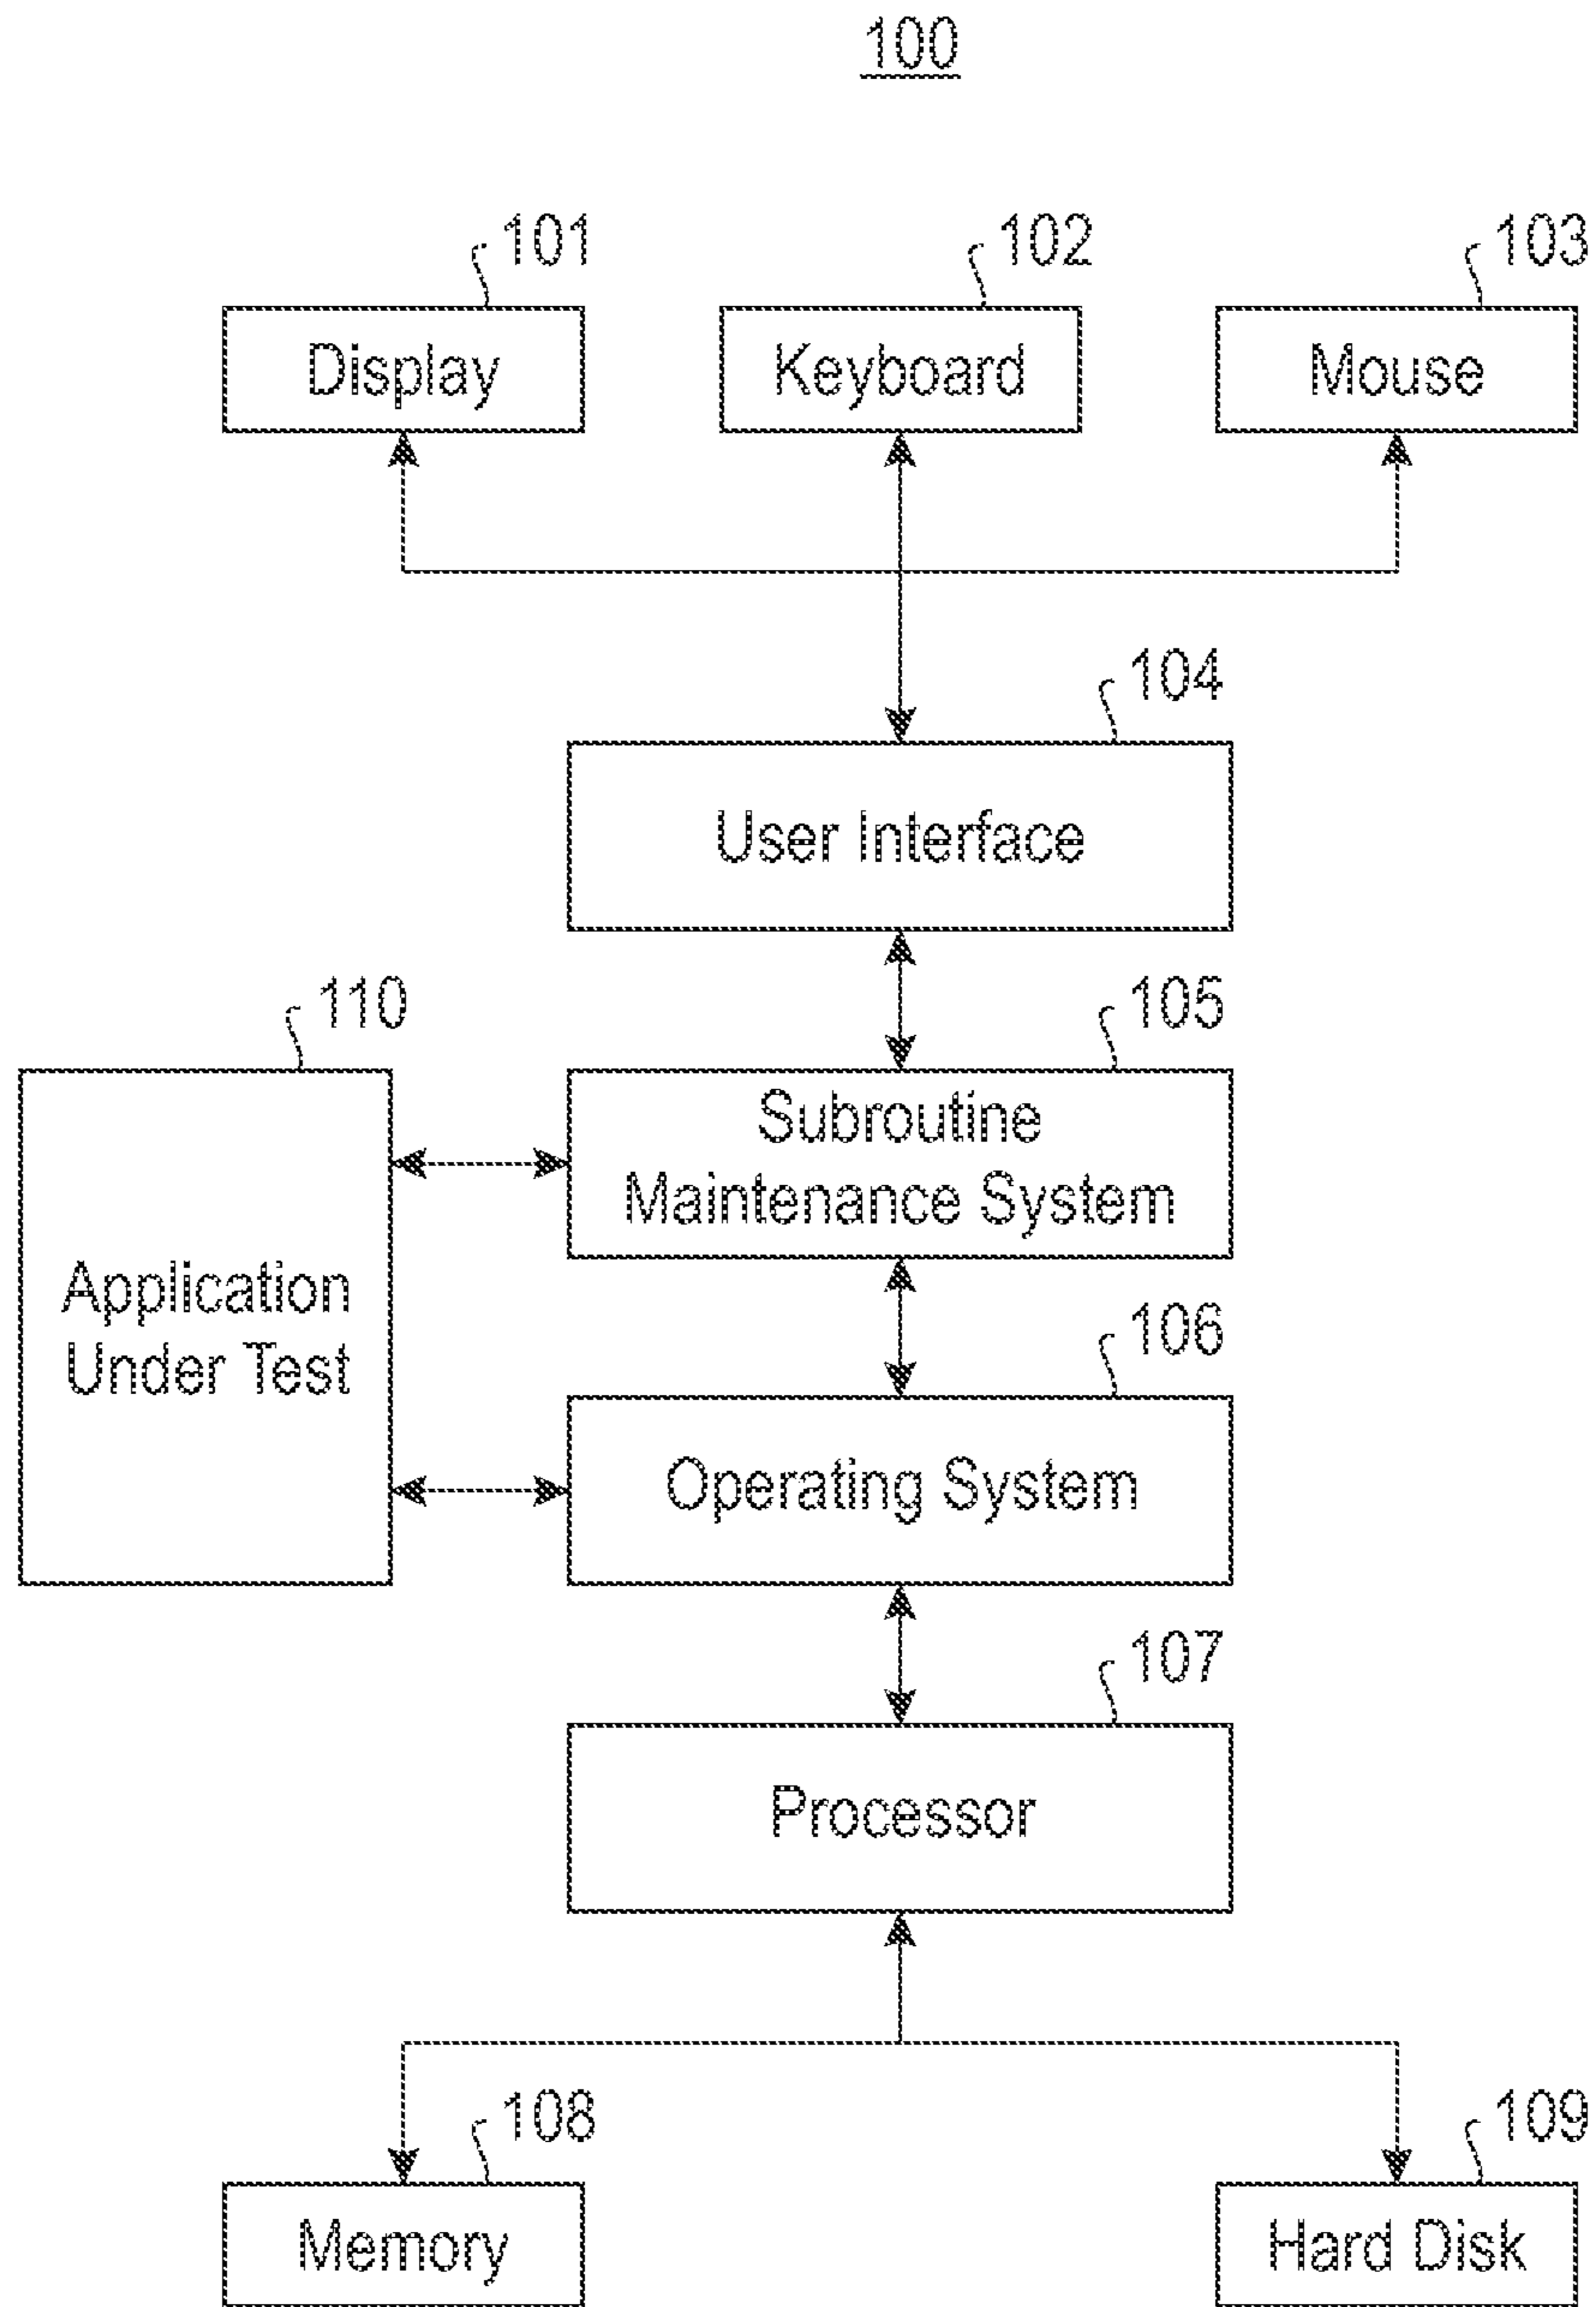 100
101
Display
102
Keyboard
103
Mouse
104
User Interface
110
Application
Under Test
105
Subroutine
Maintenance System
106
Operating System
107
Processor
108
Memory
109
Hard Disk